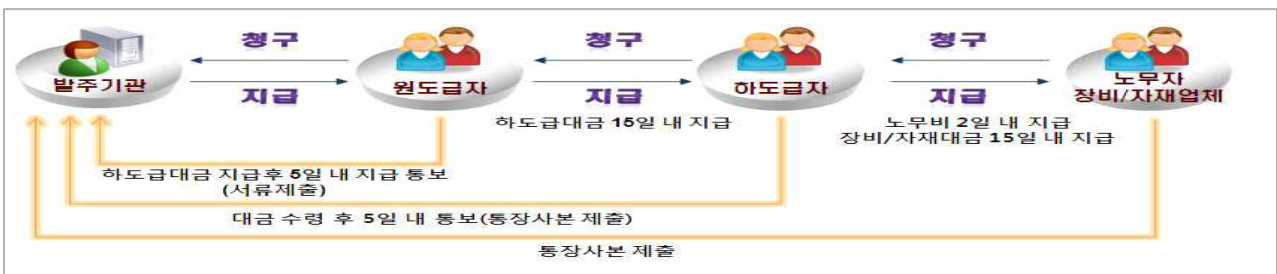 청구
청구
청구
발주기관
원도급자
하도급자
노무자
장비/자재업체
지급
지급
지급
하도급대금 15일 내 지급
노무비 2일 내 지급
장비/자재대금 15일 내 지급
하도급대금 지급후 5일 내 지급 통보
(서류제출)
대금 수령 후 5일 내 통보(통장사본 제출)
통장사본 제출